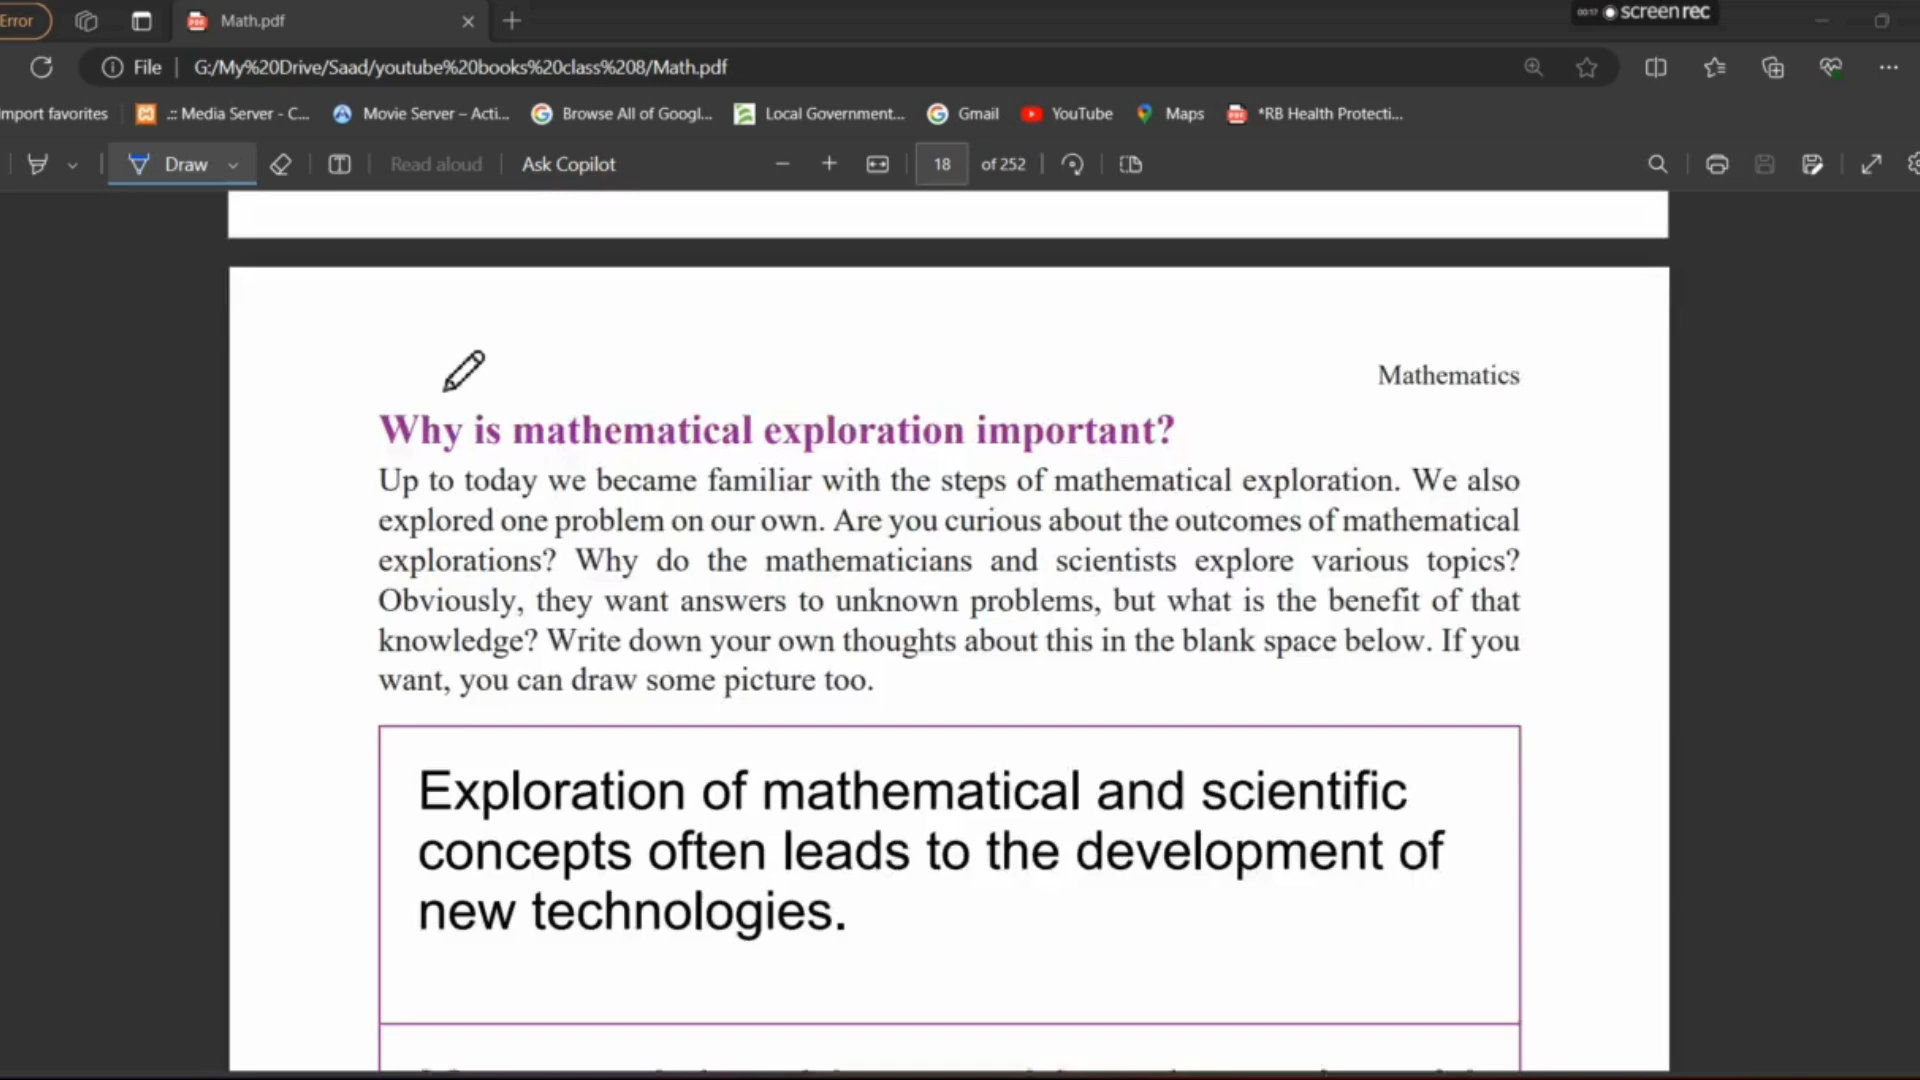 Error
Math.pdf
00:17 screenrec
File
G:/My%20Drive/Saad/youtube%20books%20class%208/Math.pdf
mport favorites
.:: Media Server - C...
Movie Server – Acti...
Browse All of Googl...
Local Government...
Gmail
YouTube
Maps
*RB Health Protecti...
Draw
Read aloud
Ask Copilot
18 of 252
Mathematics
Why is mathematical exploration important?
Up to today we became familiar with the steps of mathematical exploration. We also
explored one problem on our own. Are you curious about the outcomes of mathematical
explorations? Why do the mathematicians and scientists explore various topics?
Obviously, they want answers to unknown problems, but what is the benefit of that
knowledge? Write down your own thoughts about this in the blank space below. If you
want, you can draw some picture too.
Exploration of mathematical and scientific
concepts often leads to the development of
new technologies.